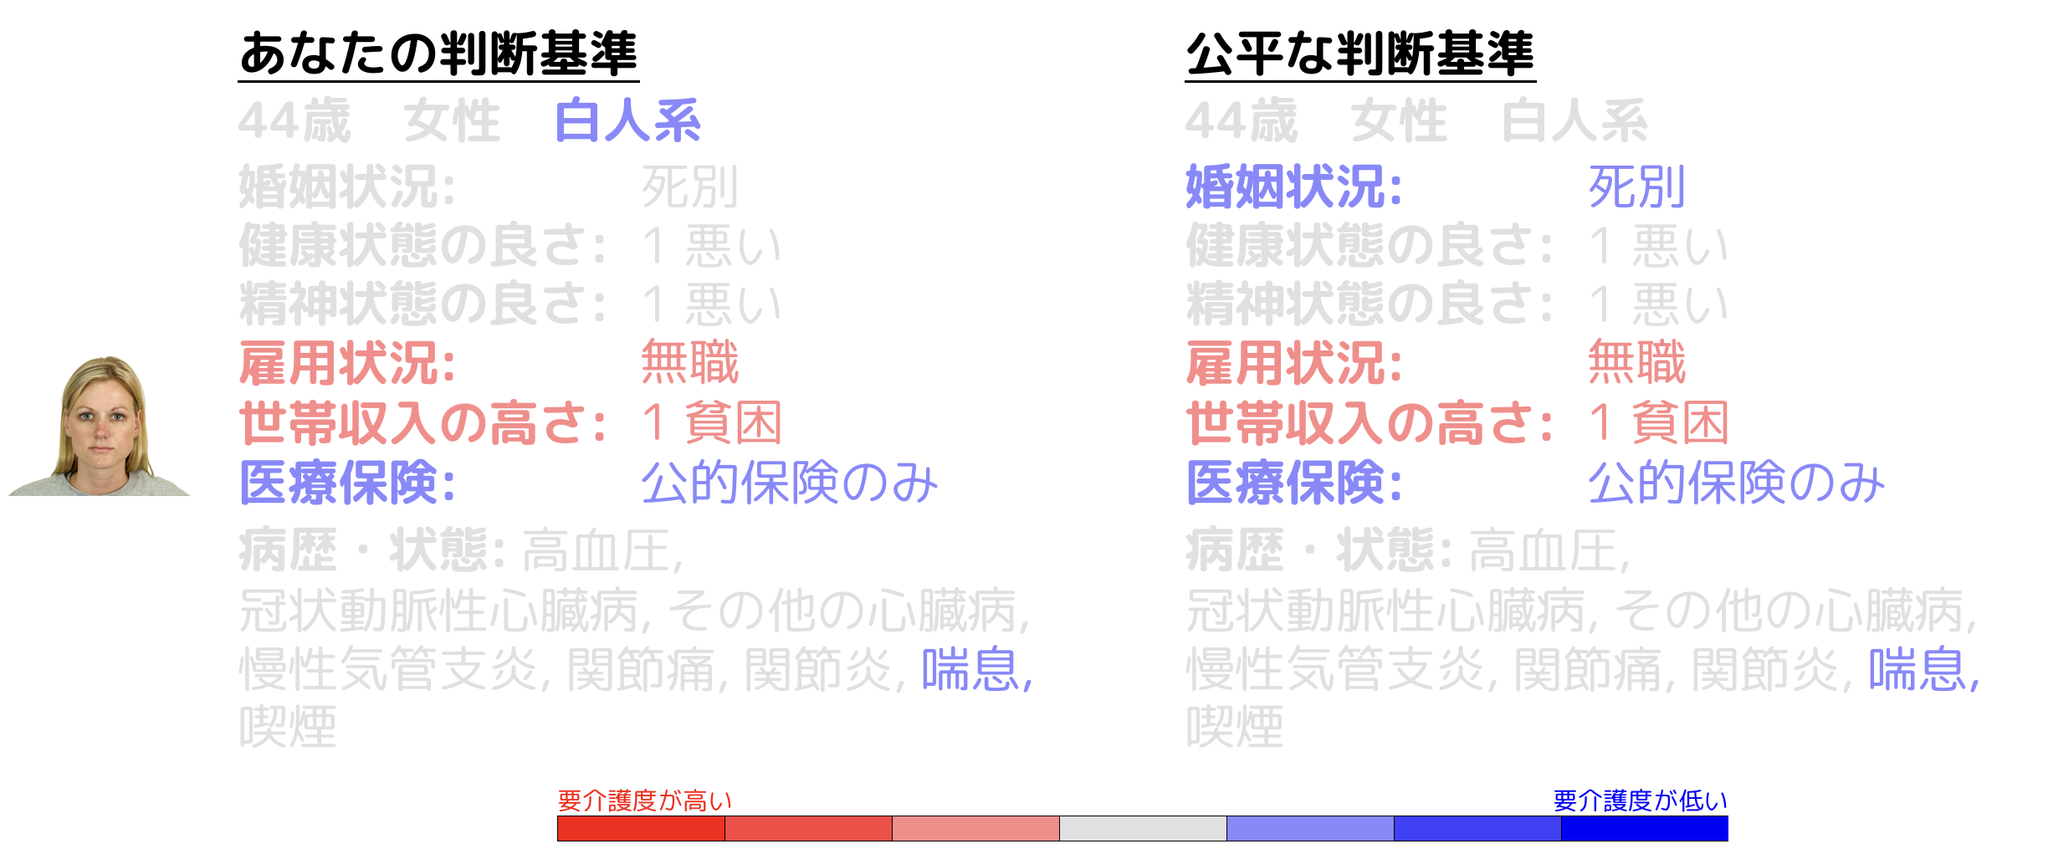 あなたの判断基準
44歳　女性　白人系
婚姻状況: 死別
健康状態の良さ: 1 悪い
精神状態の良さ: 1 悪い
雇用状況: 無職
世帯収入の高さ: 1 貧困
医療保険: 公的保険のみ
病歴・状態: 高血圧,
冠状動脈性心臓病, その他の心臓病,
慢性気管支炎, 関節痛, 関節炎, 喘息,
喫煙
公平な判断基準
44歳　女性　白人系
婚姻状況: 死別
健康状態の良さ: 1 悪い
精神状態の良さ: 1 悪い
雇用状況: 無職
世帯収入の高さ: 1 貧困
医療保険: 公的保険のみ
病歴・状態: 高血圧,
冠状動脈性心臓病, その他の心臓病,
慢性気管支炎, 関節痛, 関節炎, 喘息,
喫煙
要介護度が高い
要介護度が低い